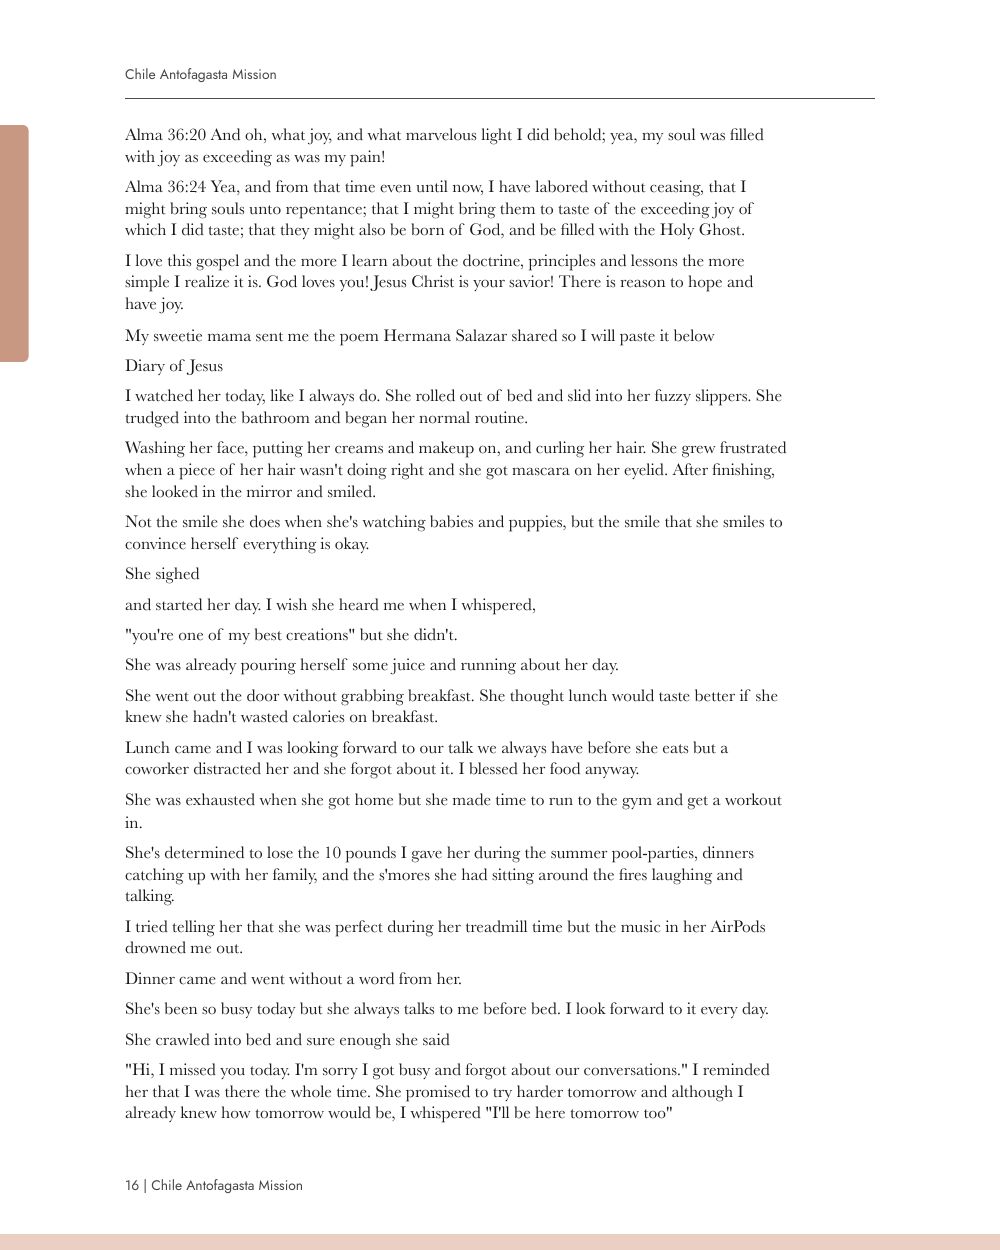 Chile Antofagasta Mission
Alma 36:20 And oh, what joy, and what marvelous light I did behold; yea, my soul was filled
with joy as exceeding as was my pain!
Alma 36:24 Yea, and from that time even until now, I have labored without ceasing, that I
might bring souls unto repentance; that I might bring them to taste of the exceeding joy of
which I did taste; that they might also be born of God, and be filled with the Holy Ghost.
I love this gospel and the more I learn about the doctrine, principles and lessons the more
simple I realize it is. God loves you! Jesus Christ is your savior! There is reason to hope and
have joy.
My sweetie mama sent me the poem Hermana Salazar shared so I will paste it below
Diary of Jesus
I watched her today, like I always do. She rolled out of bed and slid into her fuzzy slippers. She
trudged into the bathroom and began her normal routine.
Washing her face, putting her creams and makeup on, and curling her hair. She grew frustrated
when a piece of her hair wasn't doing right and she got mascara on her eyelid. After finishing,
she looked in the mirror and smiled.
Not the smile she does when she's watching babies and puppies, but the smile that she smiles to
convince herself everything is okay.
She sighed
and started her day. I wish she heard me when I whispered,
"you're one of my best creations" but she didn't.
She was already pouring herself some juice and running about her day.
She went out the door without grabbing breakfast. She thought lunch would taste better if she
knew she hadn't wasted calories on breakfast.
Lunch came and I was looking forward to our talk we always have before she eats but a
coworker distracted her and she forgot about it. I blessed her food anyway.
She was exhausted when she got home but she made time to run to the gym and get a workout
in.
She's determined to lose the 10 pounds I gave her during the summer pool-parties, dinners
catching up with her family, and the s'mores she had sitting around the fires laughing and
talking.
I tried telling her that she was perfect during her treadmill time but the music in her AirPods
drowned me out.
Dinner came and went without a word from her.
She's been so busy today but she always talks to me before bed. I look forward to it every day.
She crawled into bed and sure enough she said
"Hi, I missed you today. I'm sorry I got busy and forgot about our conversations." I reminded
her that I was there the whole time. She promised to try harder tomorrow and although I
already knew how tomorrow would be, I whispered "I'll be here tomorrow too"
16 | Chile Antofagasta Mission